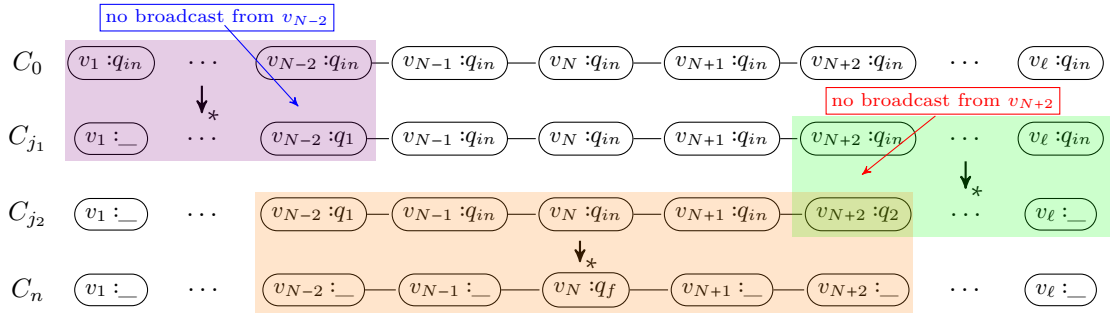 no broadcast from v_{N−2}
C_0 v_1 :q_{in} ⋯ v_{N−2} :q_{in} v_{N−1} :q_{in} v_N :q_{in} v_{N+1} :q_{in} v_{N+2} :q_{in} ⋯ v_ℓ :q_{in}
no broadcast from v_{N+2}
*
C_{j_1} v_1 :_ ⋯ v_{N−2} :q_1 v_{N−1} :q_{in} v_N :q_{in} v_{N+1} :q_{in} v_{N+2} :q_{in} ⋯ v_ℓ :q_{in}
*
C_{j_2} v_1 :_ ⋯ v_{N−2} :q_1 v_{N−1} :q_{in} v_N :q_{in} v_{N+1} :q_{in} v_{N+2} :q_2 ⋯ v_ℓ :_
*
C_n v_1 :_ ⋯ v_{N−2} :_ v_{N−1} :_ v_N :q_f v_{N+1} :_ v_{N+2} :_ ⋯ v_ℓ :_